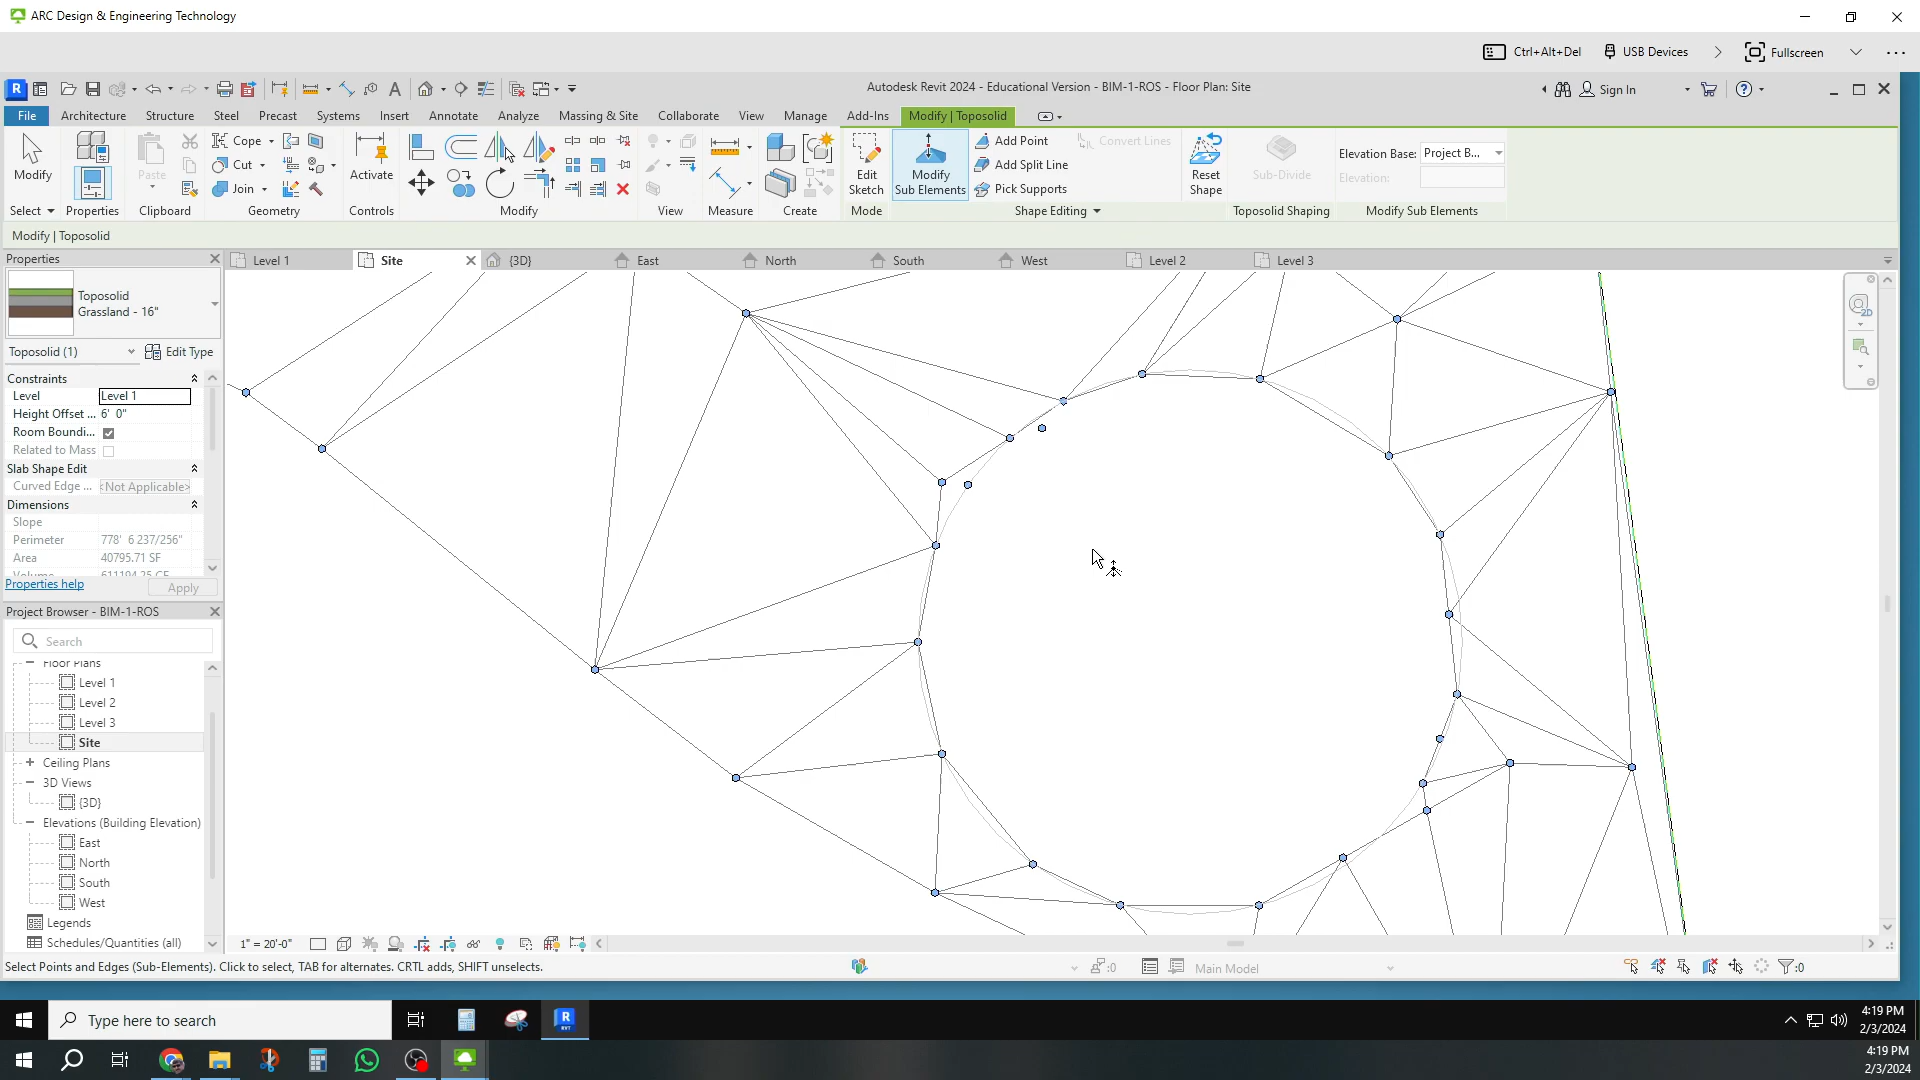 ARC Design & Engineering Technology
Ctrl+Alt+Del USB Devices Fullscreen
Autodesk Revit 2024 - Educational Version - BIM-1-ROS - Floor Plan: Site
Sign In
File Architecture Structure Steel Precast Systems Insert Annotate Analyze Massing & Site Collaborate View Manage Add-Ins Modify | Toposolid
Modify
Paste
Cope
Cut
Join
Activate
Edit
Sketch
Modify
Sub Elements
Add Point
Add Split Line
Pick Supports
Convert Lines
Reset
Shape
Sub-Divide
Elevation Base: Project B...
Elevation:
Select Properties Clipboard Geometry Controls Modify View Measure Create Mode Shape Editing Toposolid Shaping Modify Sub Elements
Modify | Toposolid
Properties
Level 1 Site {3D} East North South West Level 2 Level 3
Toposolid
Grassland - 16"
Toposolid (1) Edit Type
Constraints
Level Level 1
Height Offset ... 6' 0"
Room Boundi...
Related to Mass
Slab Shape Edit
Curved Edge ... <Not Applicable>
Dimensions
Slope
Perimeter 778' 6 237/256"
Area 40795.71 SF
Volume 611194.25 CF
Properties help Apply
Project Browser - BIM-1-ROS
Search
Floor Plans
Level 1
Level 2
Level 3
Site
Ceiling Plans
3D Views
{3D}
Elevations (Building Elevation)
East
North
South
West
Legends
Schedules/Quantities (all)
2D
1" = 20'-0"
Select Points and Edges (Sub-Elements). Click to select, TAB for alternates. CRTL adds, SHIFT unselects.
:0 Main Model :0
Type here to search
R
RVT
4:19 PM
2/3/2024
4:19 PM
2/3/2024